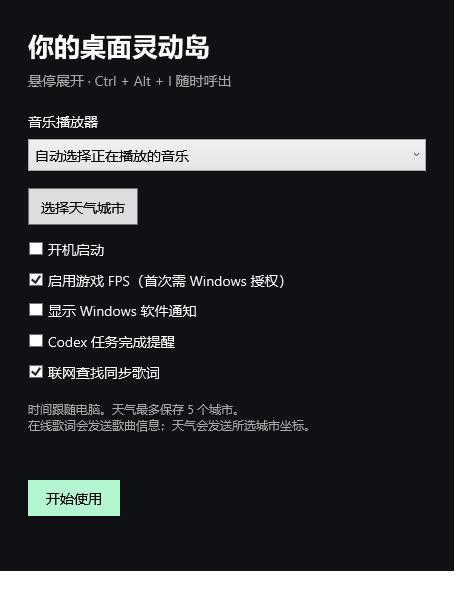 你的桌面灵动岛
悬停展开 · Ctrl + Alt + I 随时呼出
音乐播放器
自动选择正在播放的音乐
选择天气城市
开机启动
启用游戏 FPS（首次需 Windows 授权）
显示 Windows 软件通知
Codex 任务完成提醒
联网查找同步歌词
时间跟随电脑。天气最多保存 5 个城市。
在线歌词会发送歌曲信息；天气会发送所选城市坐标。
开始使用